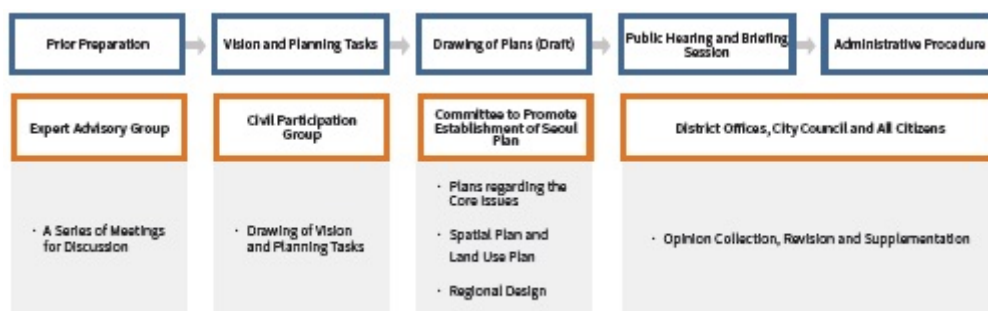 Prior Preparation
Vision and Planning Tasks
Drawing of Plans (Draft)
Public Hearing and Briefing
Session
Administrative Procedure
Expert Advisory Group
Civil Participation
Group
Committee to Promote
Establishment of Seoul
Plan
District Offices, City Council and All Citizens
· A Series of Meetings
for Discussion
· Drawing of Vision
and Planning Tasks
· Plans regarding the
Core Issues
· Spatial Plan and
Land Use Plan
· Regional Design
· Opinion Collection, Revision and Supplementation